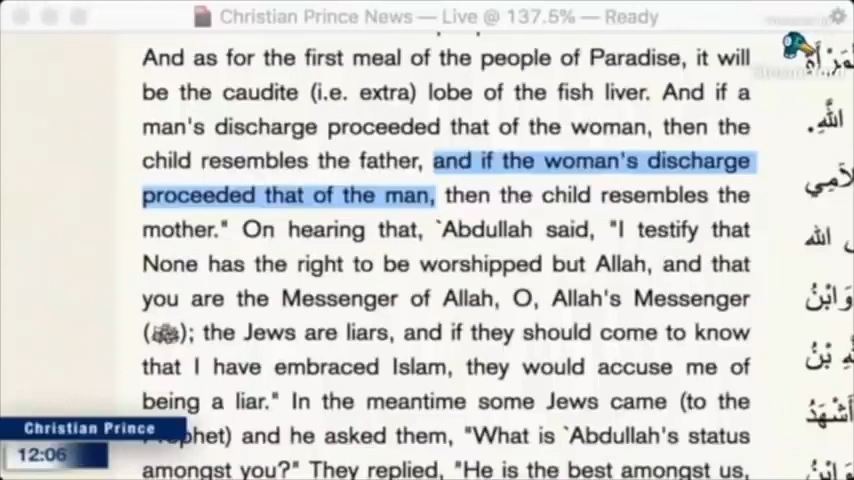 Christian Prince News — Live @ 137.5% — Ready
And as for the first meal of the people of Paradise, it will
be the caudite (i.e. extra) lobe of the fish liver. And if a
man's discharge proceeded that of the woman, then the
child resembles the father, and if the woman's discharge
proceeded that of the man, then the child resembles the
mother." On hearing that, `Abdullah said, "I testify that
None has the right to be worshipped but Allah, and that
you are the Messenger of Allah, O, Allah's Messenger
(ﷺ); the Jews are liars, and if they should come to know
that I have embraced Islam, they would accuse me of
being a liar." In the meantime some Jews came (to the
Prophet) and he asked them, "What is `Abdullah's status
amongst you?" They replied, "He is the best amongst us,
اللَّهِ.
الله
وَابْنُ
بْنُ
أَشْهَدُ
وَابْنُ
Christian Prince
12:06